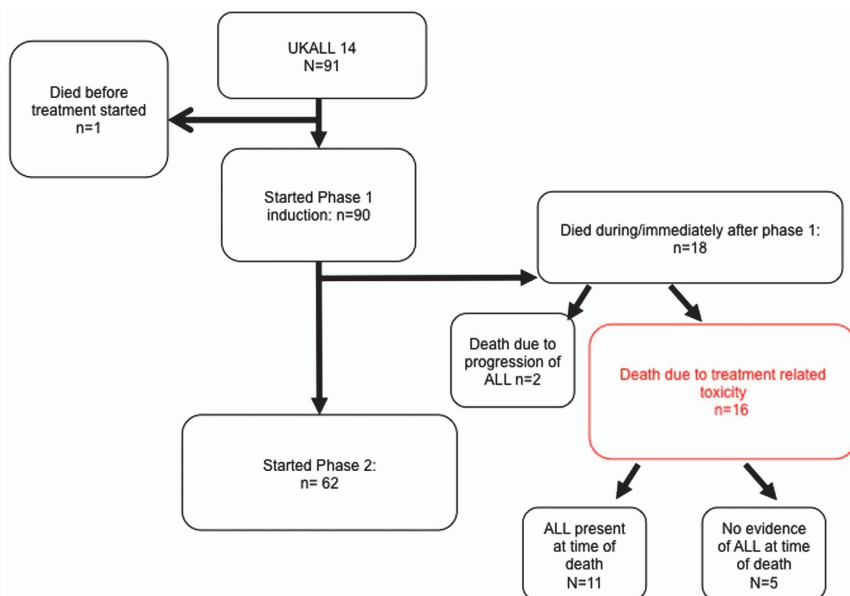 UKALL 14
N=91
Died before
treatment started
n=1
Started Phase 1
induction: n=90
Died during/immediately after phase 1:
n=18
Death due to
progression of
ALL n=2
Death due to treatment related
toxicity
n=16
Started Phase 2:
n= 62
ALL present
at time of
death
N=11
No evidence
of ALL at time
of death
N=5